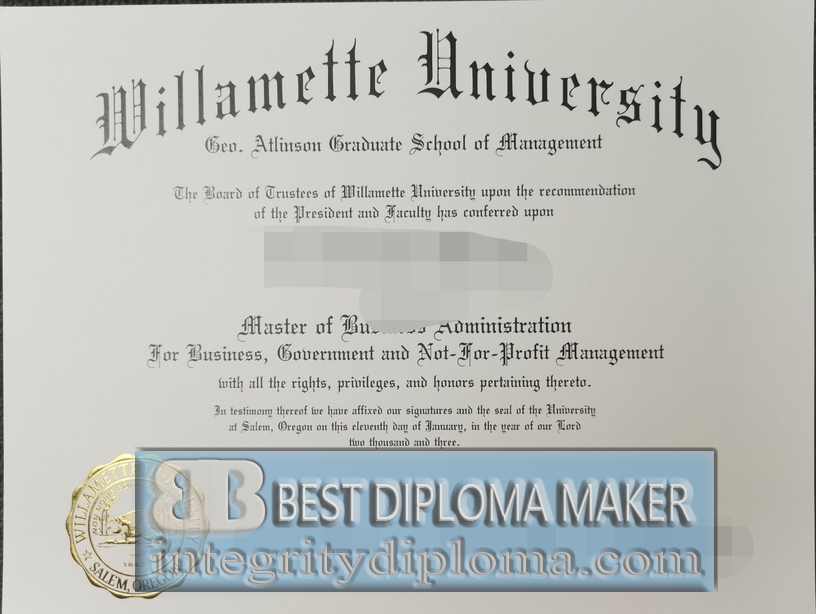 Willamette University
Geo. Atlinson Graduate School of Management
The Board of Trustees of Willamette University upon the recommendation
of the President and Faculty has conferred upon
Master of Administration
For Business, Government and Not-For-Profit Management
with all the rights, privileges, and honors pertaining thereto.
In testimony thereof we have affixed our signatures and the seal of the University
at Salem, Oregon on this eleventh day of January, in the year of our Lord
two thousand and three.
BB BEST DIPLOMA MAKER
integritydiploma.com
WILLAMETTE
SALEM, OREGON